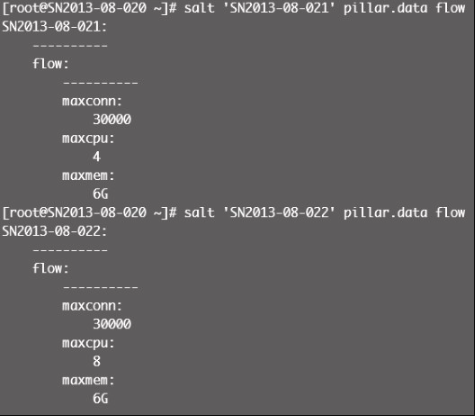 [root@SN2013-08-020 ~]# salt 'SN2013-08-021' pillar.data flow
SN2013-08-021:
----------
flow:
----------
maxconn:
30000
maxcpu:
4
maxmem:
6G
[root@SN2013-08-020 ~]# salt 'SN2013-08-022' pillar.data flow
SN2013-08-022:
----------
flow:
----------
maxconn:
30000
maxcpu:
8
maxmem:
6G